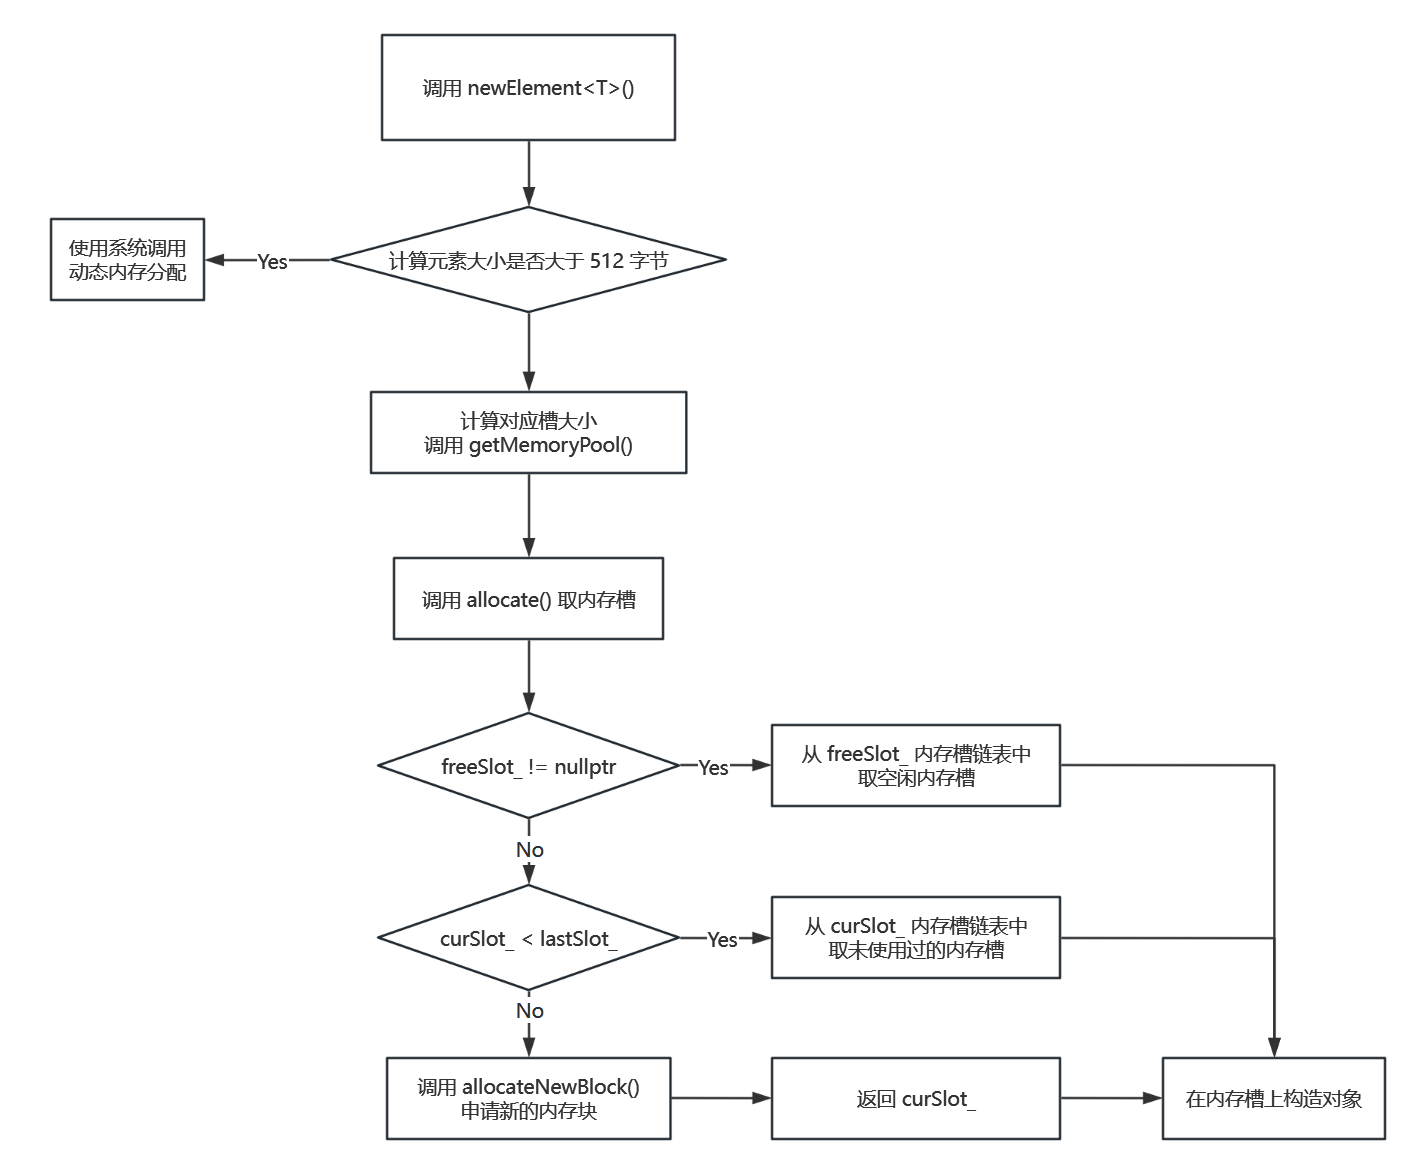 调用 newElement<T>()
计算元素大小是否大于 512 字节
Yes
使用系统调用
动态内存分配
计算对应槽大小
调用 getMemoryPool()
调用 allocate() 取内存槽
freeSlot_ != nullptr
Yes
从 freeSlot_ 内存槽链表中
取空闲内存槽
No
curSlot_ < lastSlot_
Yes
从 curSlot_ 内存槽链表中
取未使用过的内存槽
No
调用 allocateNewBlock()
申请新的内存块
返回 curSlot_
在内存槽上构造对象